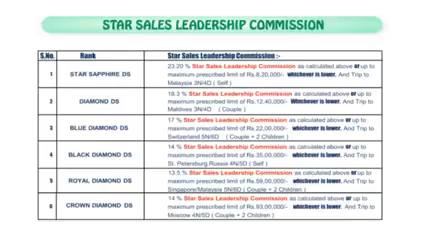 STAR SALES LEADERSHIP COMMISSION
S.No. Rank Star Sales Leadership Commission :-
1 STAR SAPPHIRE DS 23.20 % Star Sales Leadership Commission as calculated above or up to
maximum prescribed limit of Rs.8,20,000/- whichever is lower. And Trip to
Malaysia 3N/4D ( Self )
2 DIAMOND DS 18.3 % Star Sales Leadership Commission as calculated above or up to
maximum prescribed limit of Rs.12,40,000/- Whichever is lower. And Trip to
Maldives 3N/4D ( Couple )
3 BLUE DIAMOND DS 17 % Star Sales Leadership Commission as calculated above or up to
maximum prescribed limit of Rs.22,00,000/- whichever is lower. And Trip to
Switzerland 5N/6D ( Couple + 2 Children )
4 BLACK DIAMOND DS 14 % Star Sales Leadership Commission as calculated above or up to
maximum prescribed limit of Rs.35,00,000/- whichever is lower. And Trip to
St. Petersburg Russia 4N/5D ( Self )
5 ROYAL DIAMOND DS 13.5 % Star Sales Leadership Commission as calculated above or up to
maximum prescribed limit of Rs.59,00,000/- whichever is lower. And Trip to
Singapore/Malaysia 5N/6D ( Couple + 2 Children )
6 CROWN DIAMOND DS 14 % Star Sales Leadership Commission as calculated above or up to
maximum prescribed limit of Rs.93,00,000/- whichever is lower. And Trip to
Moscow 4N/5D ( Couple + 2 Children )